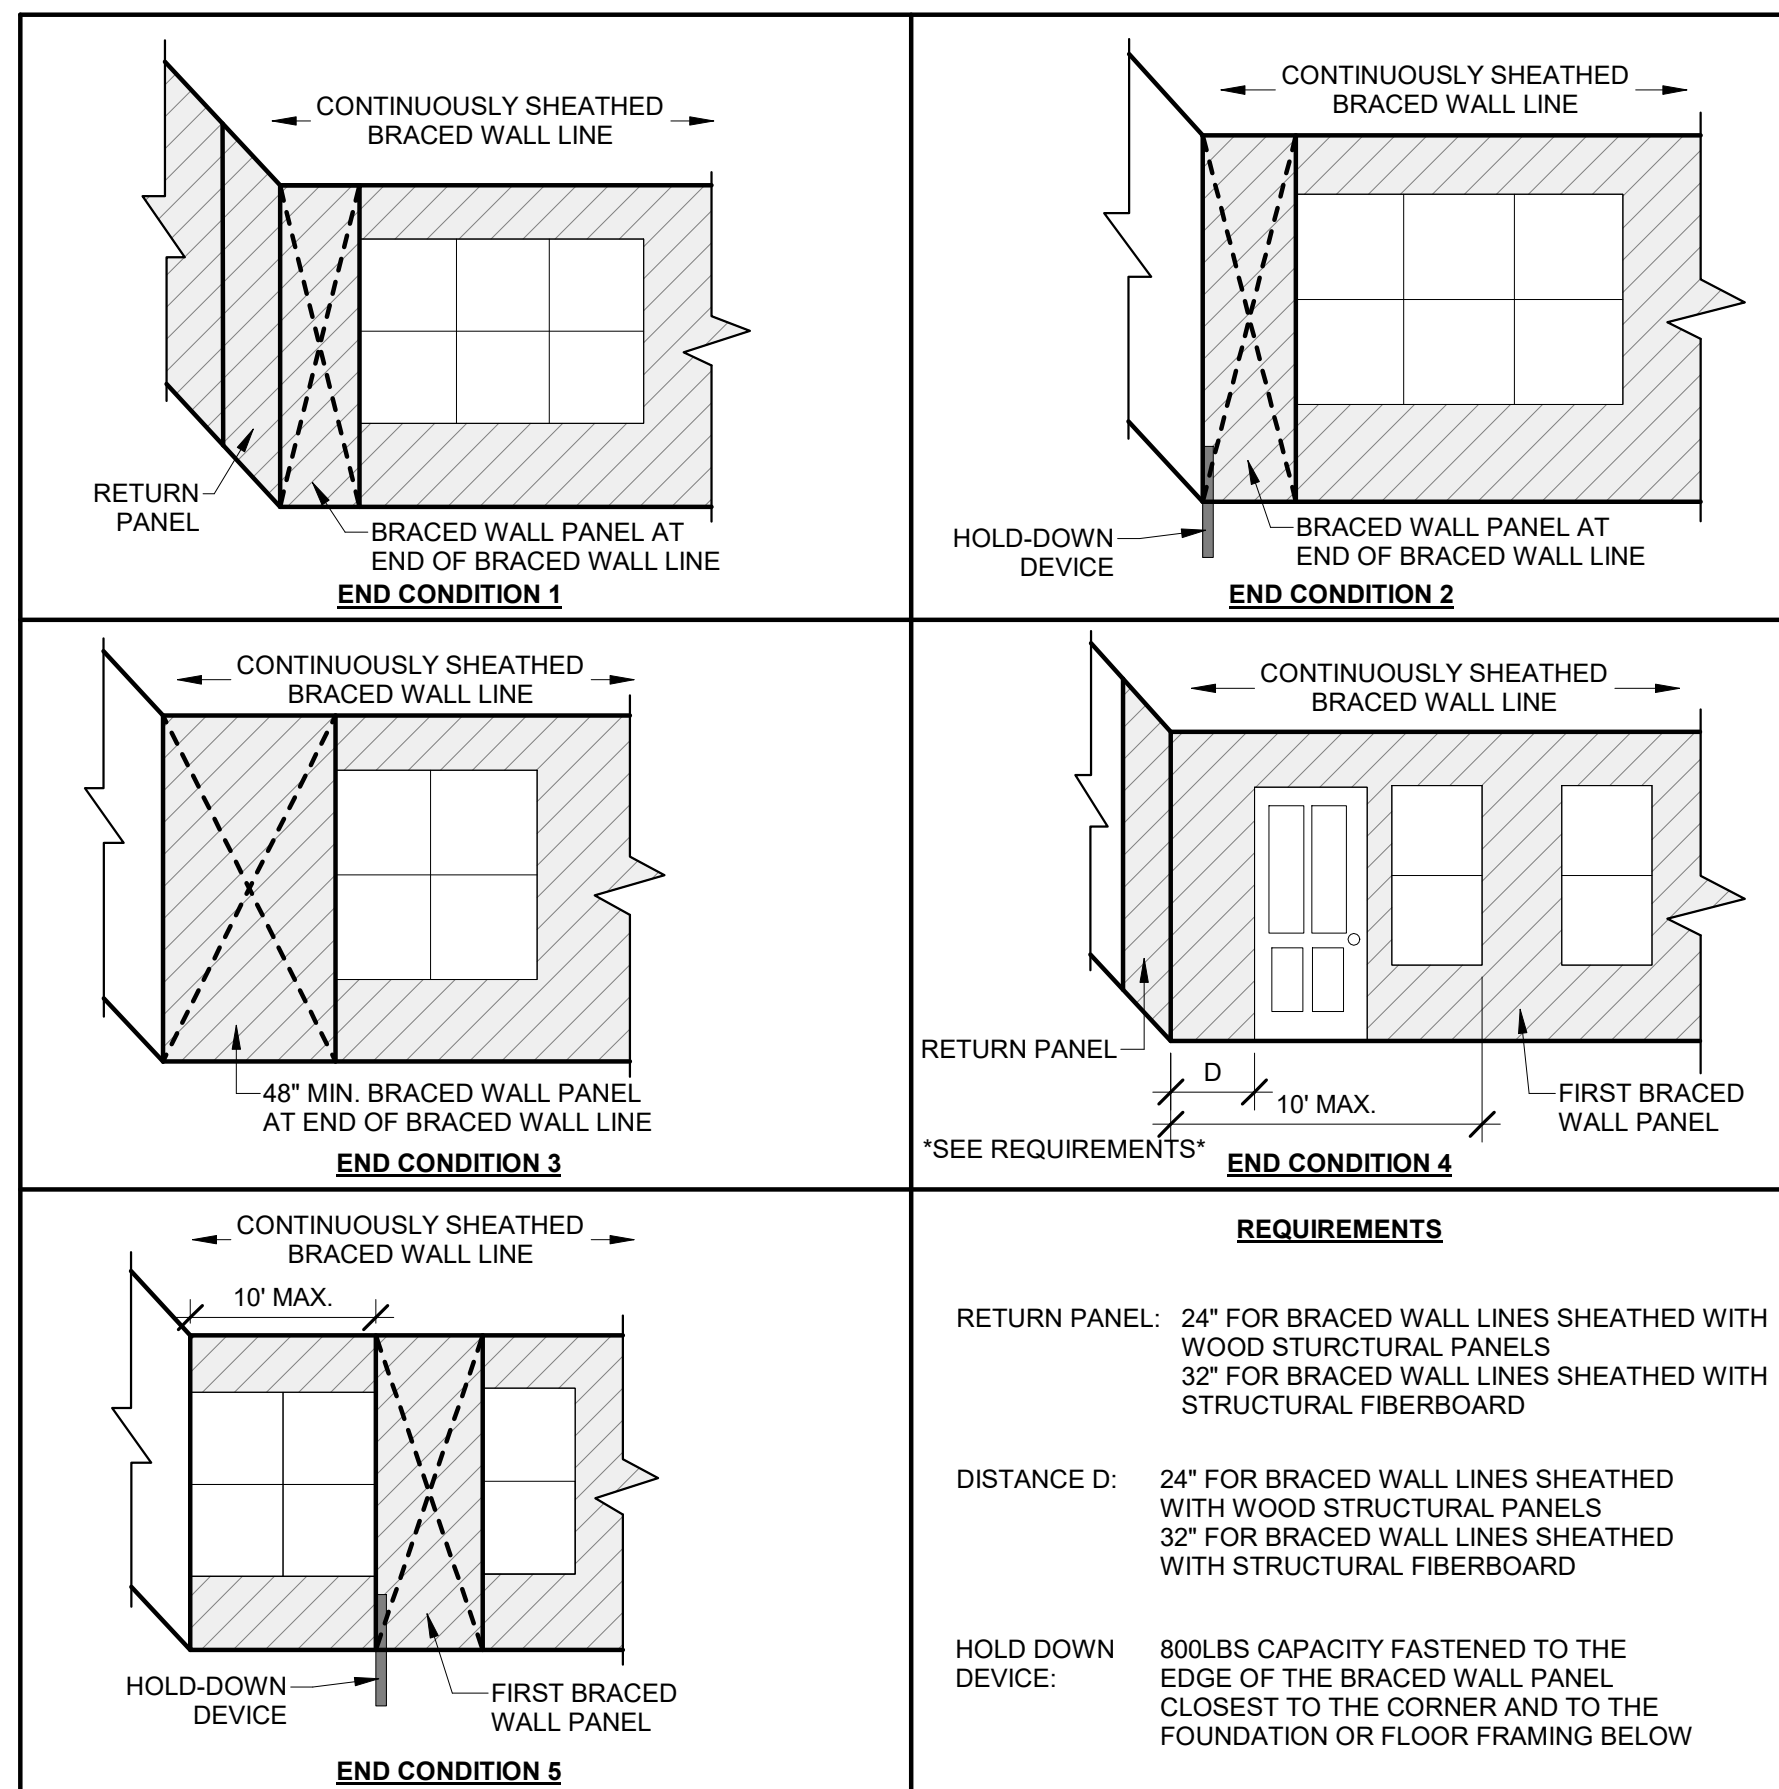 CONTINUOUSLY SHEATHED
BRACED WALL LINE
RETURN
PANEL
BRACED WALL PANEL AT
END OF BRACED WALL LINE
END CONDITION 1
CONTINUOUSLY SHEATHED
BRACED WALL LINE
HOLD-DOWN
DEVICE
BRACED WALL PANEL AT
END OF BRACED WALL LINE
END CONDITION 2
CONTINUOUSLY SHEATHED
BRACED WALL LINE
48" MIN. BRACED WALL PANEL
AT END OF BRACED WALL LINE
END CONDITION 3
CONTINUOUSLY SHEATHED
BRACED WALL LINE
RETURN PANEL
D
10' MAX.
FIRST BRACED
WALL PANEL
*SEE REQUIREMENTS*
END CONDITION 4
CONTINUOUSLY SHEATHED
BRACED WALL LINE
10' MAX.
HOLD-DOWN
DEVICE
FIRST BRACED
WALL PANEL
END CONDITION 5
REQUIREMENTS
RETURN PANEL: 24" FOR BRACED WALL LINES SHEATHED WITH
WOOD STURCTURAL PANELS
32" FOR BRACED WALL LINES SHEATHED WITH
STRUCTURAL FIBERBOARD
DISTANCE D: 24" FOR BRACED WALL LINES SHEATHED
WITH WOOD STRUCTURAL PANELS
32" FOR BRACED WALL LINES SHEATHED
WITH STRUCTURAL FIBERBOARD
HOLD DOWN 800LBS CAPACITY FASTENED TO THE
DEVICE: EDGE OF THE BRACED WALL PANEL
CLOSEST TO THE CORNER AND TO THE
FOUNDATION OR FLOOR FRAMING BELOW